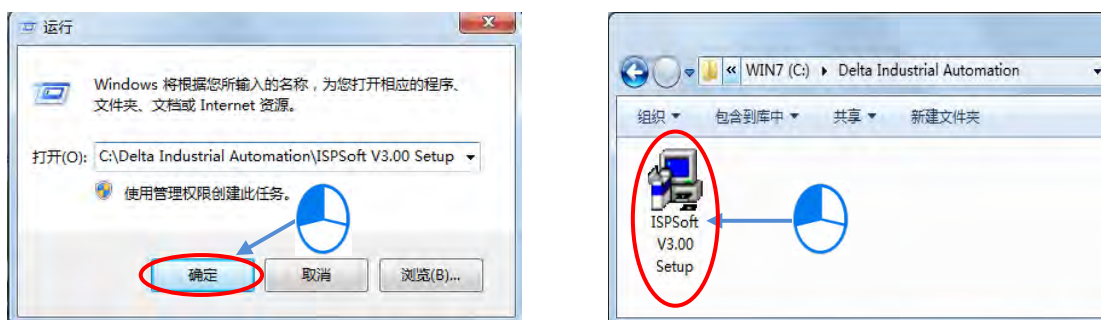 运行
Windows 将根据您所输入的名称，为您打开相应的程序、
文件夹、文档或 Internet 资源。
打开(O):
C:\Delta Industrial Automation\ISPSoft V3.00 Setup
使用管理权限创建此任务。
确定
取消
浏览(B)...
« WIN7 (C:) ▸ Delta Industrial Automation
组织
包含到库中
共享
新建文件夹
ISPSoft
V3.00
Setup